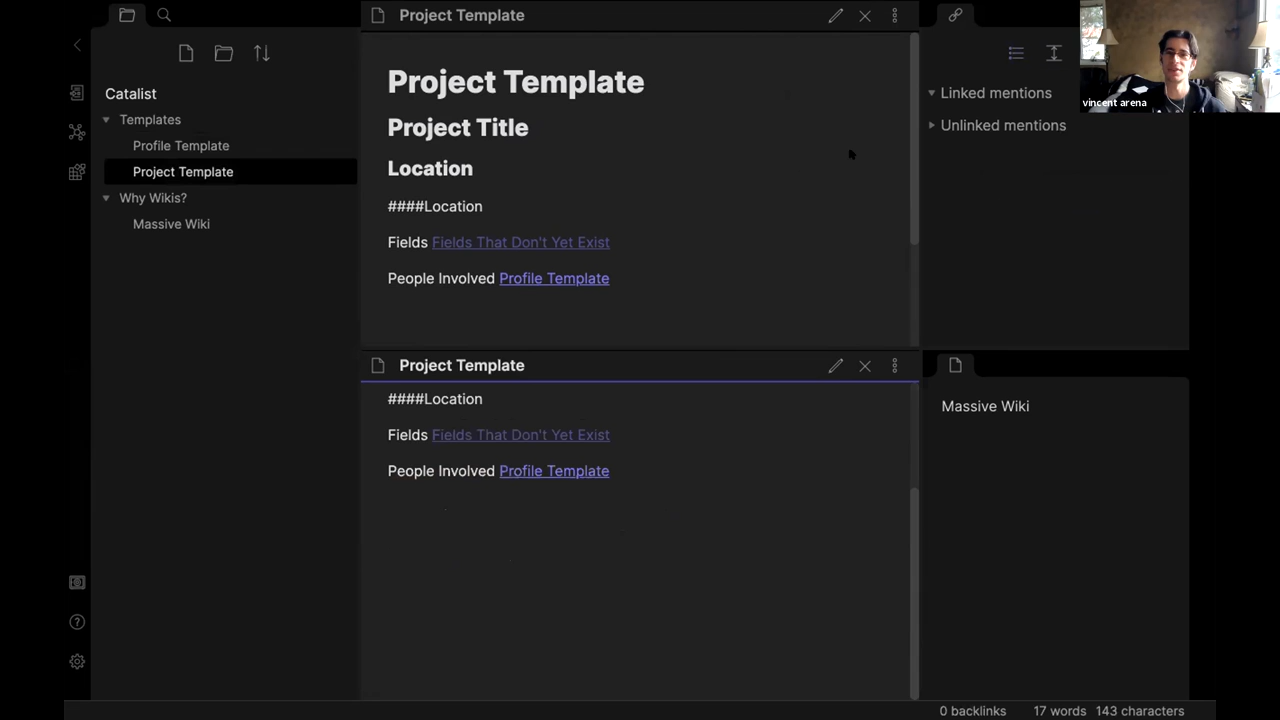 Project Template
Project Template
Project Title
Location
####Location
Fields Fields That Don't Yet Exist
People Involved Profile Template
Catalist
Templates
Profile Template
Project Template
Why Wikis?
Massive Wiki
Linked mentions
Unlinked mentions
vincent arena
Project Template
####Location
Fields Fields That Don't Yet Exist
People Involved Profile Template
Massive Wiki
0 backlinks 17 words 143 characters